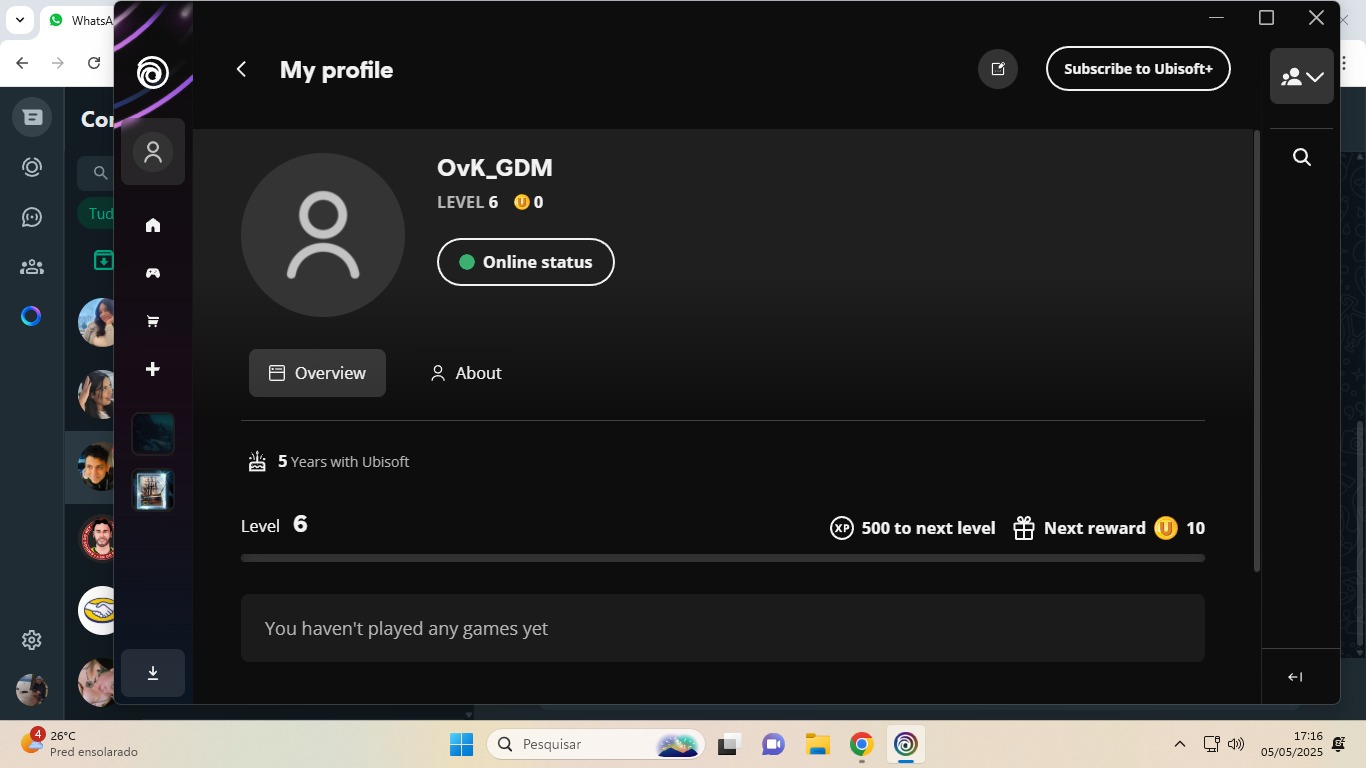 WhatsA
My profile
Subscribe to Ubisoft+
Con
Tud
OvK_GDM
LEVEL 6 0
Online status
Overview About
5 Years with Ubisoft
Level 6 XP 500 to next level Next reward 10
You haven't played any games yet
4 26°C
Pred ensolarado
Pesquisar
17:16
05/05/2025